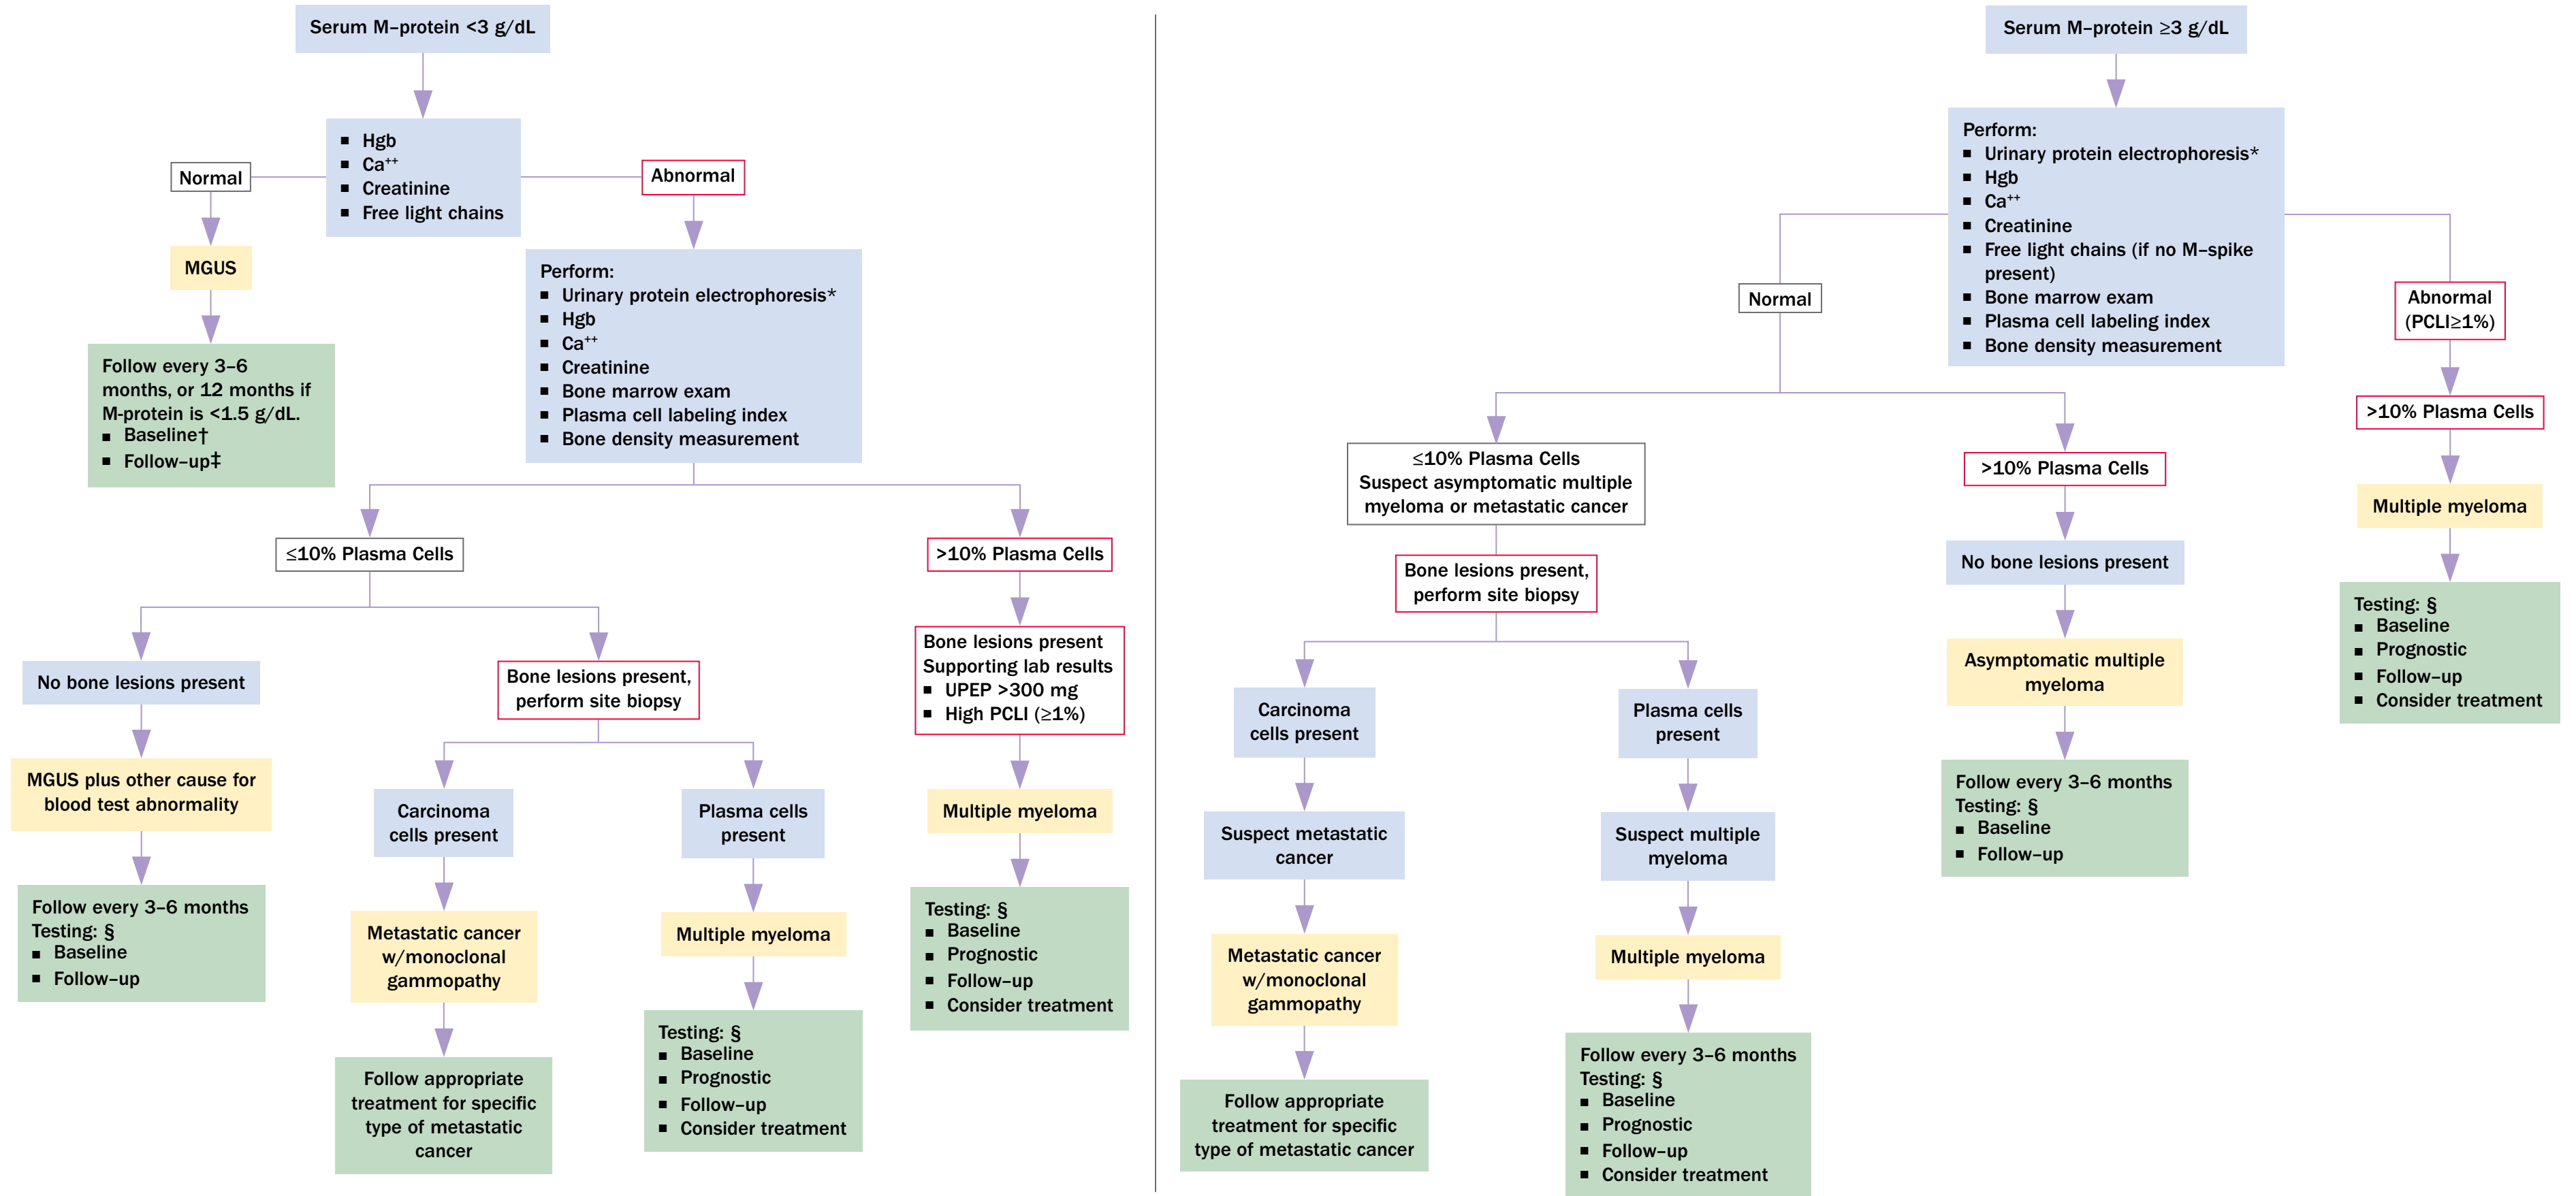 Serum M–protein <3 g/dL
■ Hgb
■ Ca++
■ Creatinine
■ Free light chains
Normal
Abnormal
MGUS
Follow every 3–6
months, or 12 months if
M-protein is <1.5 g/dL.
■ Baseline†
■ Follow–up‡
Perform:
■ Urinary protein electrophoresis*
■ Hgb
■ Ca++
■ Creatinine
■ Bone marrow exam
■ Plasma cell labeling index
■ Bone density measurement
≤10% Plasma Cells
>10% Plasma Cells
No bone lesions present
Bone lesions present,
perform site biopsy
Bone lesions present
Supporting lab results
■ UPEP >300 mg
■ High PCLI (≥1%)
MGUS plus other cause for
blood test abnormality
Carcinoma
cells present
Plasma cells
present
Multiple myeloma
Follow every 3–6 months
Testing: §
■ Baseline
■ Follow–up
Metastatic cancer
w/monoclonal
gammopathy
Multiple myeloma
Testing: §
■ Baseline
■ Prognostic
■ Follow–up
■ Consider treatment
Follow appropriate
treatment for specific
type of metastatic
cancer
Testing: §
■ Baseline
■ Prognostic
■ Follow–up
■ Consider treatment
Serum M–protein ≥3 g/dL
Perform:
■ Urinary protein electrophoresis*
■ Hgb
■ Ca++
■ Creatinine
■ Free light chains (if no M–spike
present)
■ Bone marrow exam
■ Plasma cell labeling index
■ Bone density measurement
Normal
Abnormal
(PCLI≥1%)
≤10% Plasma Cells
Suspect asymptomatic multiple
myeloma or metastatic cancer
>10% Plasma Cells
>10% Plasma Cells
Bone lesions present,
perform site biopsy
No bone lesions present
Multiple myeloma
Carcinoma
cells present
Plasma cells
present
Asymptomatic multiple
myeloma
Testing: §
■ Baseline
■ Prognostic
■ Follow–up
■ Consider treatment
Suspect metastatic
cancer
Suspect multiple
myeloma
Follow every 3–6 months
Testing: §
■ Baseline
■ Follow–up
Metastatic cancer
w/monoclonal
gammopathy
Multiple myeloma
Follow appropriate
treatment for specific
type of metastatic cancer
Follow every 3–6 months
Testing: §
■ Baseline
■ Prognostic
■ Follow–up
■ Consider treatment